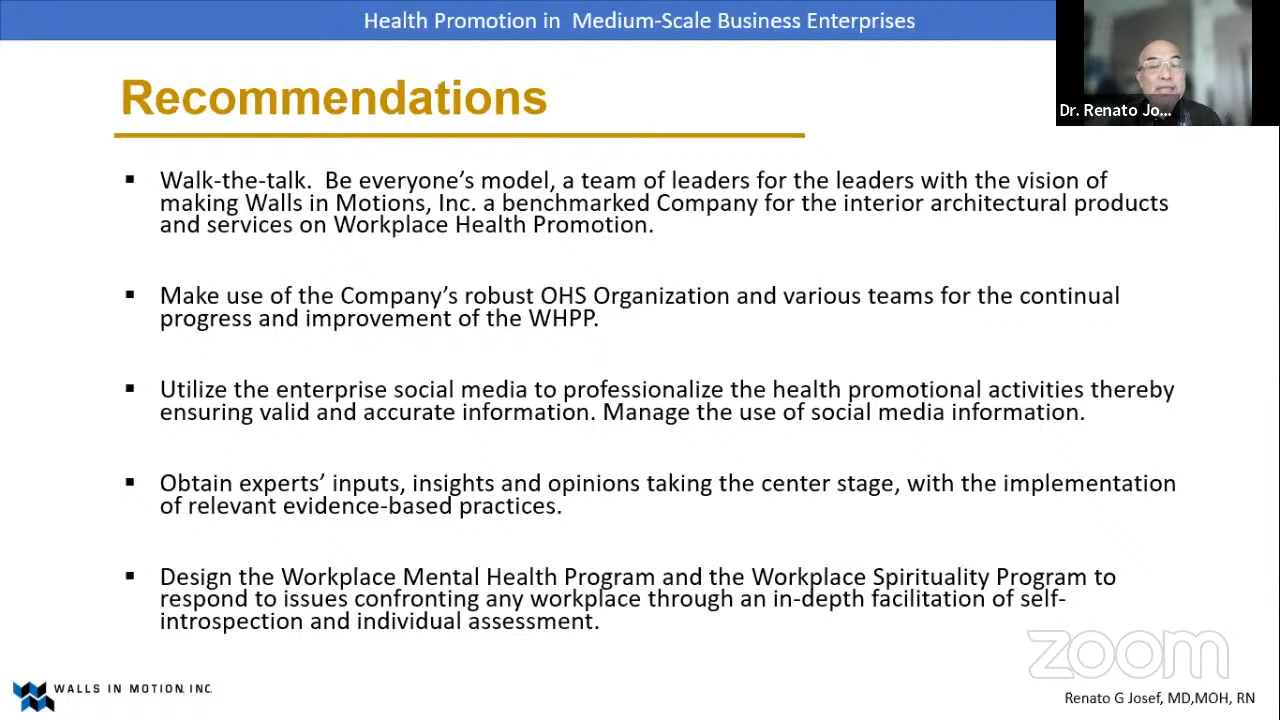 Health Promotion in  Medium-Scale Business Enterprises
Dr. Renato Jo...
Recommendations
▪ Walk-the-talk.  Be everyone's model, a team of leaders for the leaders with the vision of
making Walls in Motions, Inc. a benchmarked Company for the interior architectural products
and services on Workplace Health Promotion.
▪ Make use of the Company's robust OHS Organization and various teams for the continual
progress and improvement of the WHPP.
▪ Utilize the enterprise social media to professionalize the health promotional activities thereby
ensuring valid and accurate information. Manage the use of social media information.
▪ Obtain experts' inputs, insights and opinions taking the center stage, with the implementation
of relevant evidence-based practices.
▪ Design the Workplace Mental Health Program and the Workplace Spirituality Program to
respond to issues confronting any workplace through an in-depth facilitation of self-
introspection and individual assessment.
zoom
WALLS IN MOTION, INC.
Renato G Josef, MD,MOH, RN